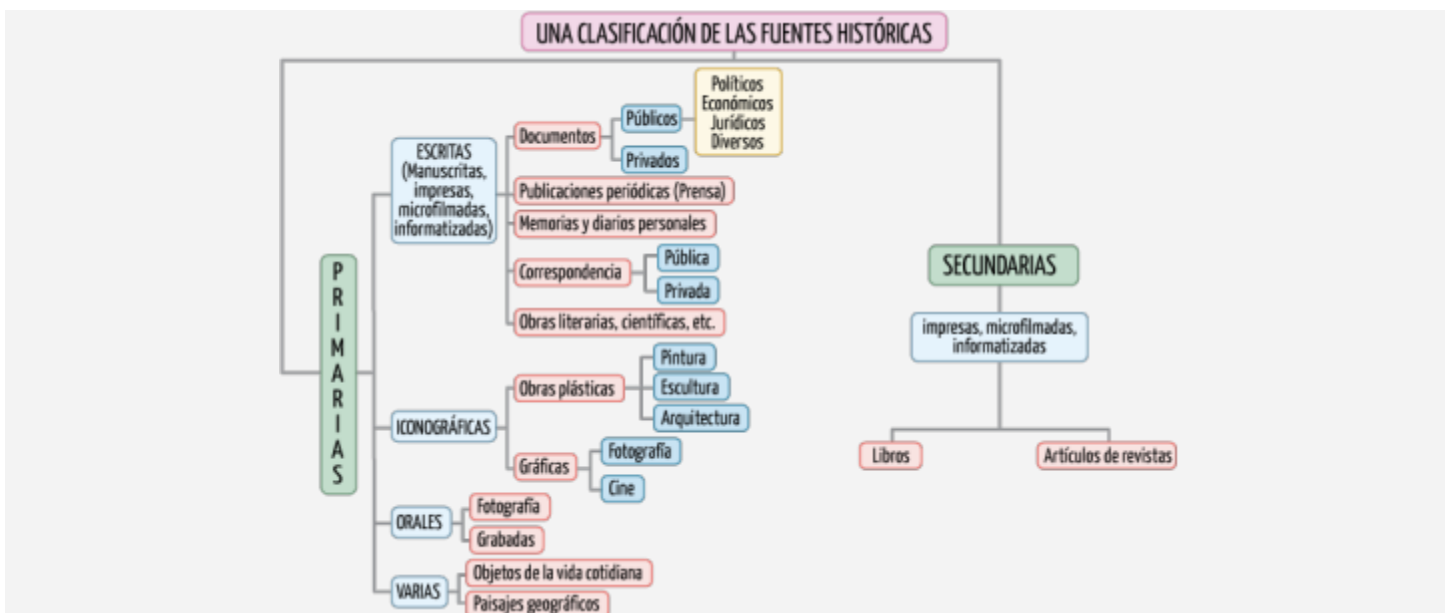 UNA CLASIFICACIÓN DE LAS FUENTES HISTÓRICAS
PRIMARIAS
ESCRITAS
(Manuscritas,
impresas,
microfilmadas,
informatizadas)
Documentos
Públicos
Políticos
Económicos
Jurídicos
Diversos
Privados
Publicaciones periódicas (Prensa)
Memorias y diarios personales
Correspondencia
Pública
Privada
Obras literarias, científicas, etc.
ICONOGRÁFICAS
Obras plásticas
Pintura
Escultura
Arquitectura
Gráficas
Fotografía
Cine
ORALES
Fotografía
Grabadas
VARIAS
Objetos de la vida cotidiana
Paisajes geográficos
SECUNDARIAS
impresas, microfilmadas,
informatizadas
Libros
Artículos de revistas